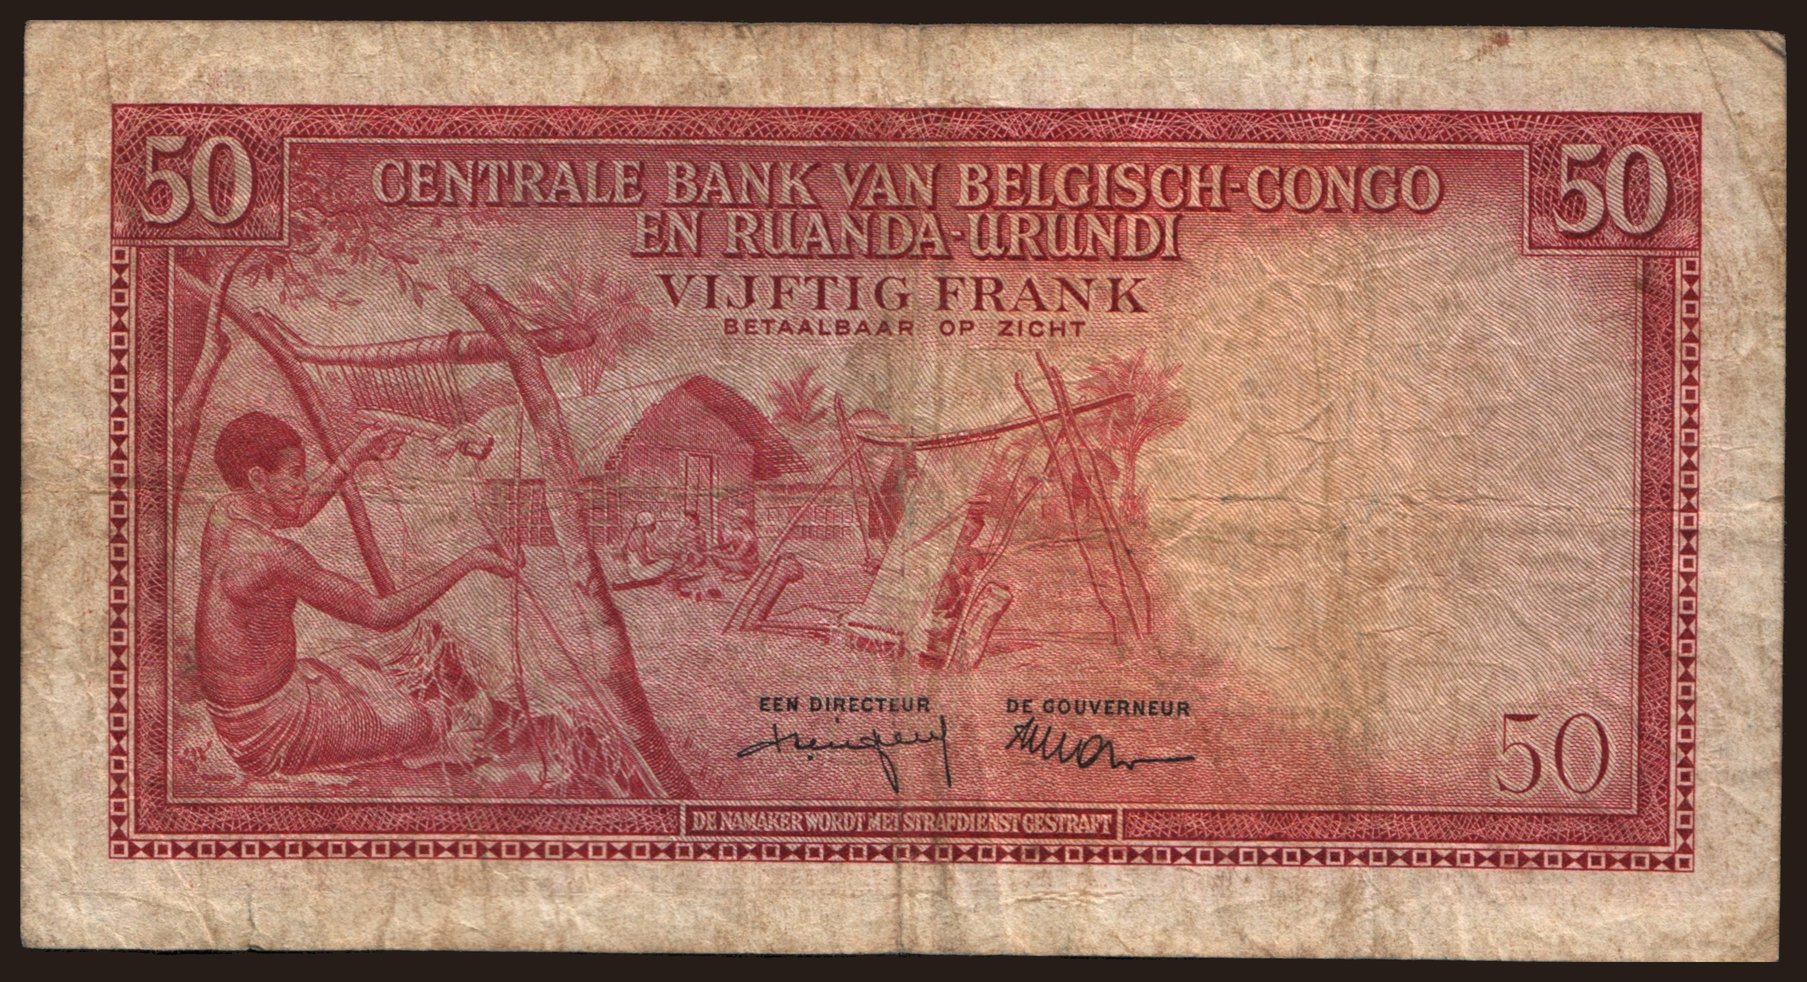 50
50
CENTRALE BANK VAN BELGISCH-CONGO
EN RUANDA-URUNDI
VIJFTIG FRANK
BETAALBAAR OP ZICHT
EEN DIRECTEUR
DE GOUVERNEUR
50
DE NAMAKER WORDT MET STRAFDIENST GESTRAFT